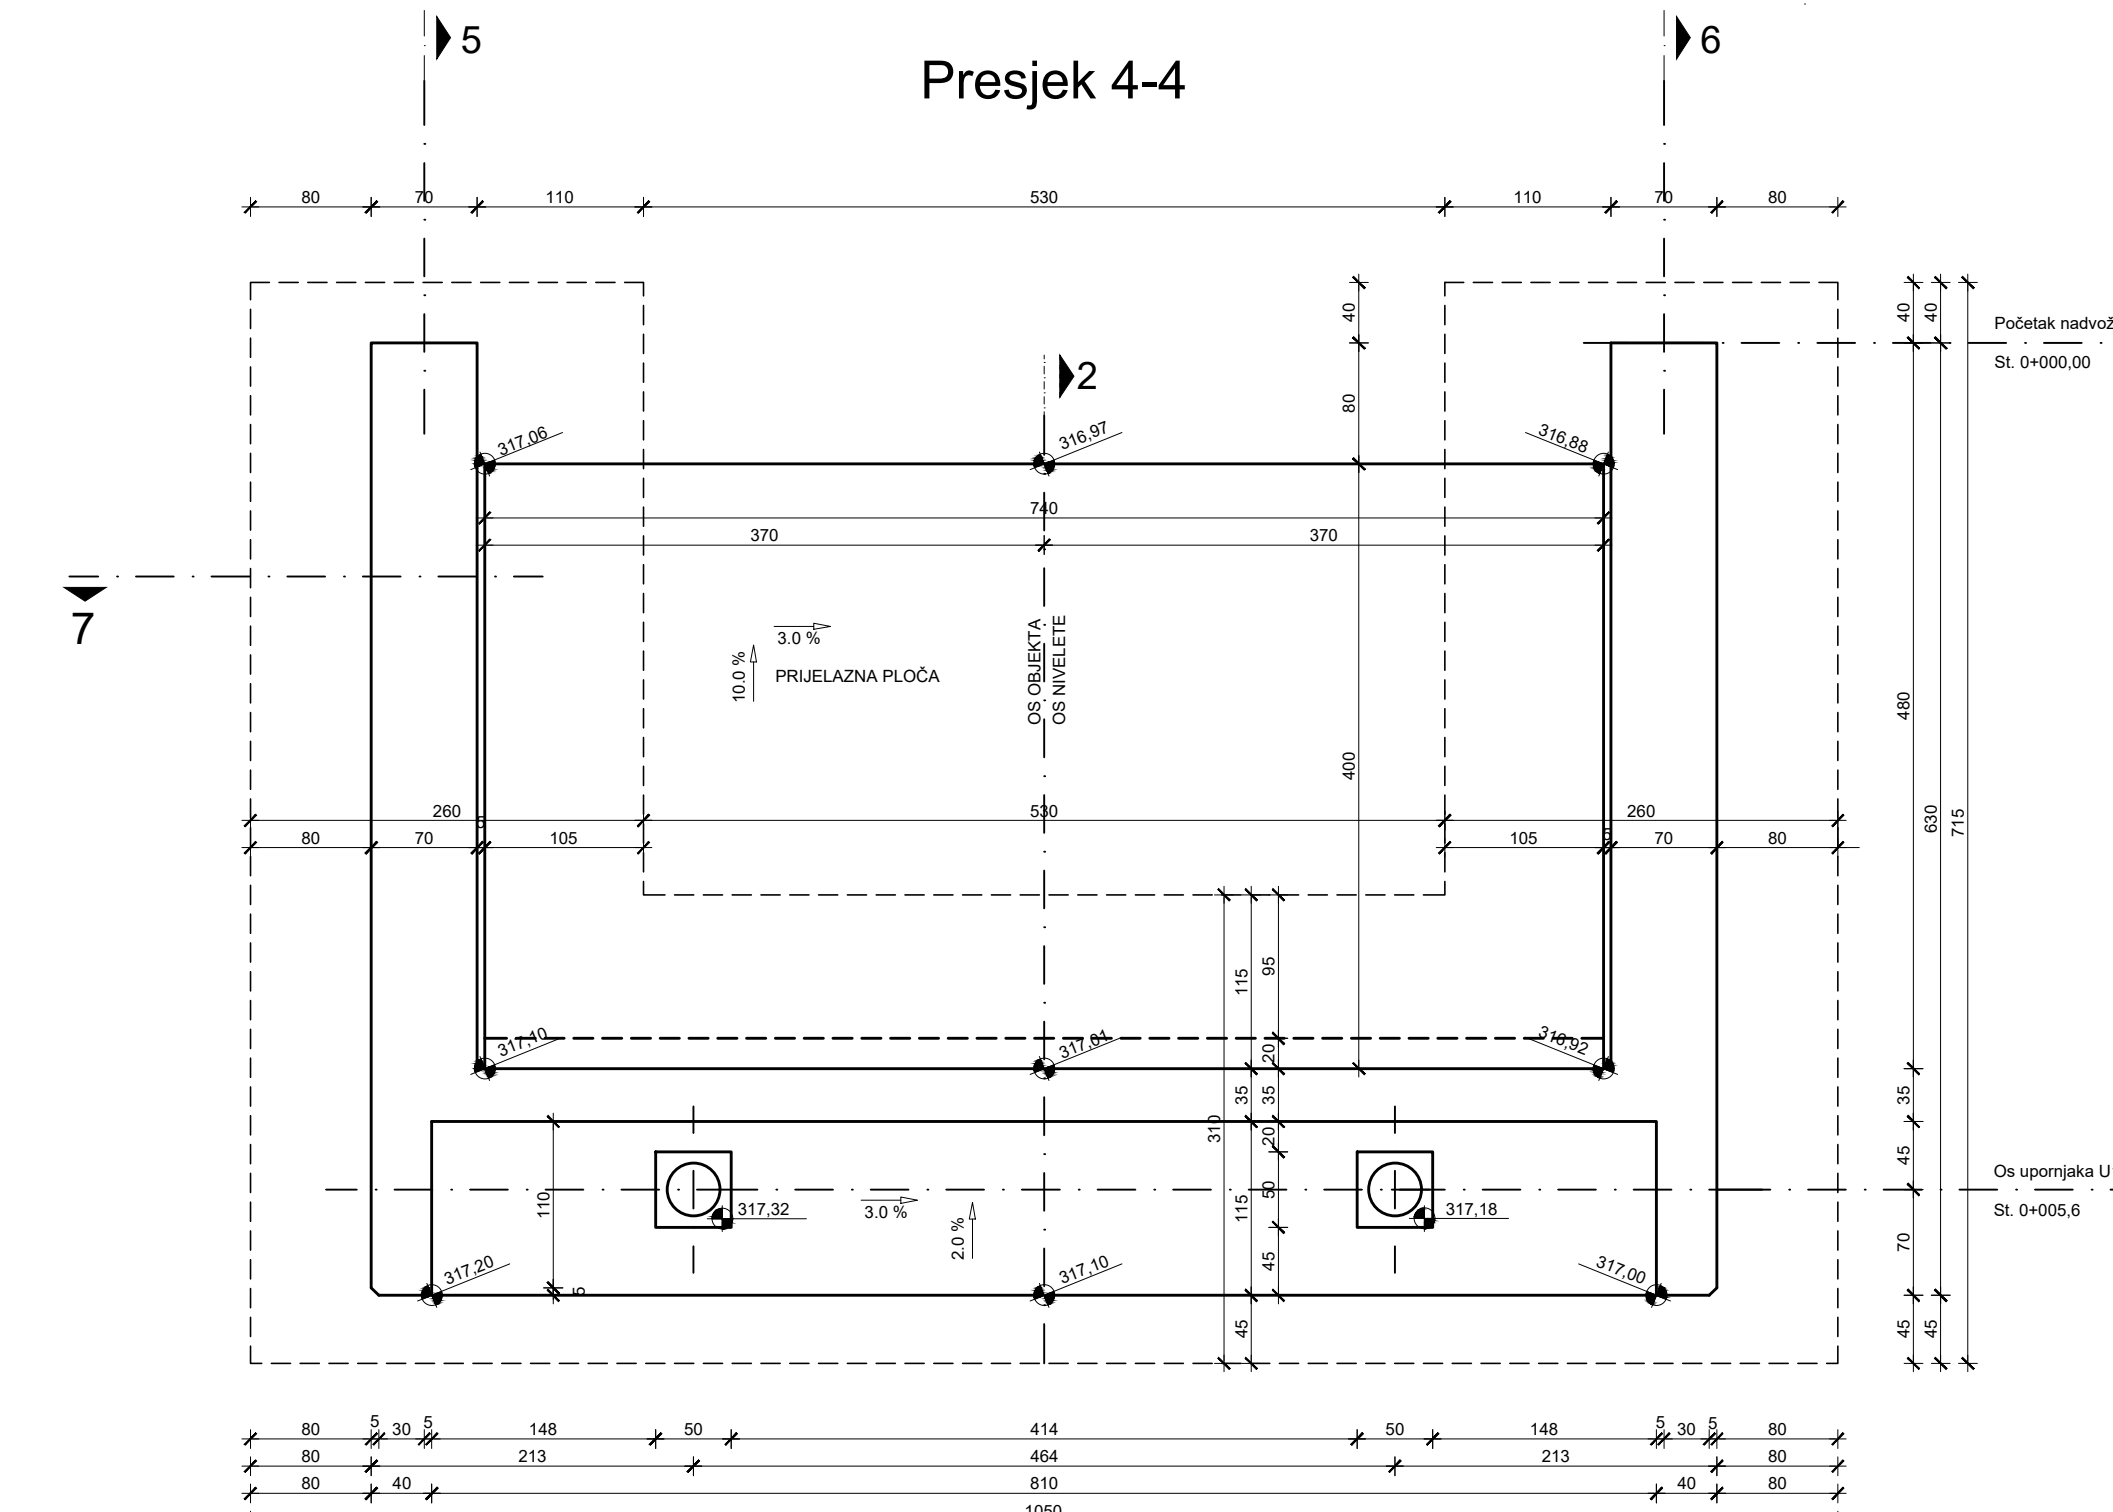 5
6
Presjek 4-4
80 70 110 530 110 70 80
40
40 40
Početak nadvož
St. 0+000,00
2
80
317,06 316,97 316,88
740
370 370
7
3.0 %
10.0 %
PRIJELAZNA PLOČA
OS OBJEKTA
OS NIVELETE
480
400
260 530 260
630 715
80 70 5 105 105 5 70 80
115 95
317,10 317,01 316,92
20
35 35 35
310
20
45
Os upornjaka U
110
50
115
317,32 3.0 % 317,18
St. 0+005,6
2.0 %
45
70
317,20 317,10 317,00
5
45
45 45
80 5 30 5 148 50 414 50 148 5 30 5 80
80 213 464 213 80
80 40 810 40 80
1050